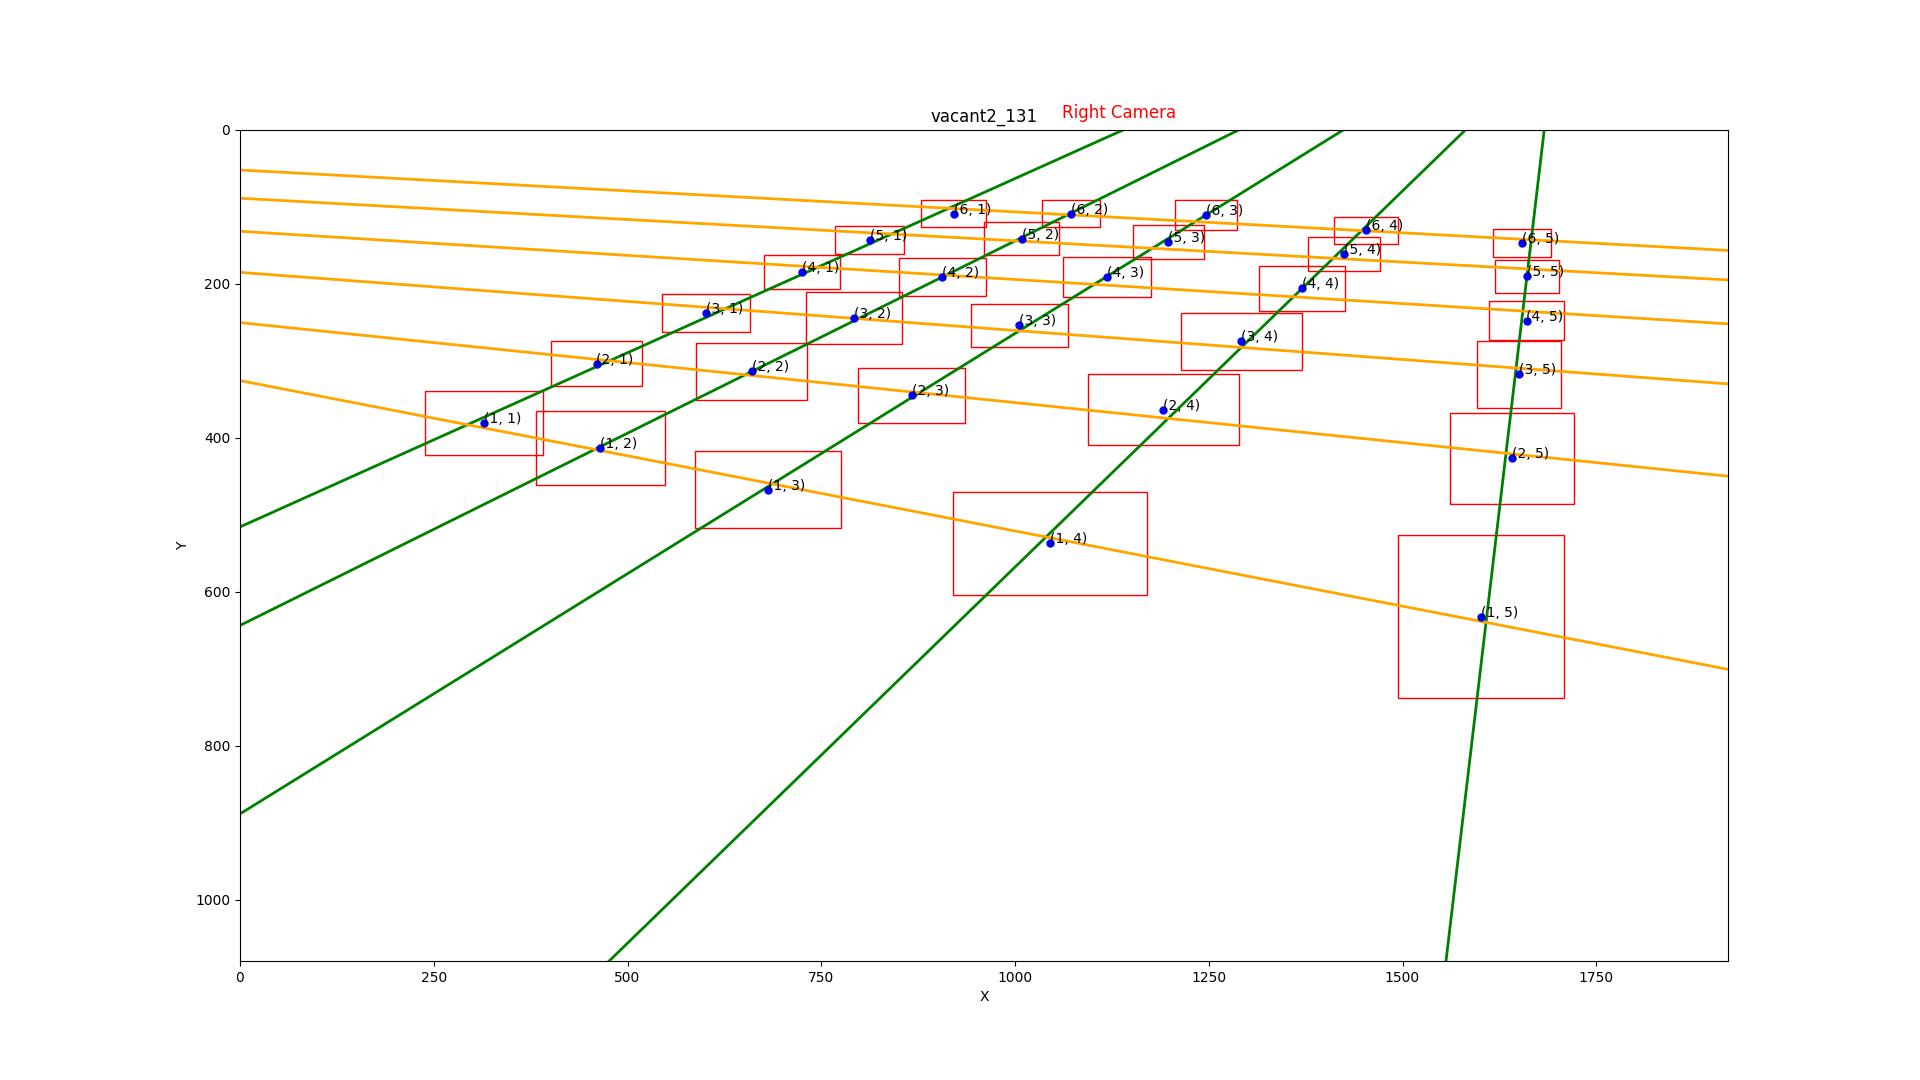 vacant2_131 Right Camera
0
(6, 1) (6, 2) (6, 3) (6, 4) (6, 5)
(5, 1) (5, 2) (5, 3) (5, 4) (5, 5)
(4, 1) (4, 2) (4, 3) (4, 4) (4, 5)
200
(3, 1) (3, 2) (3, 3) (3, 4) (3, 5)
(2, 1) (2, 2) (2, 3) (2, 4) (2, 5)
400
(1, 1) (1, 2) (1, 3) (1, 4) (1, 5)
Y
600
800
1000
0 250 500 750 1000 1250 1500 1750
X